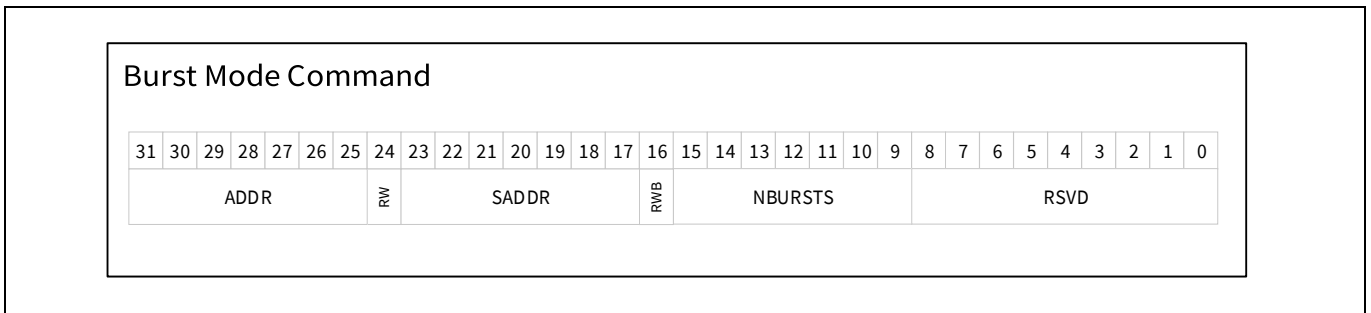 Burst Mode Command
31 30 29 28 27 26 25 24 23 22 21 20 19 18 17 16 15 14 13 12 11 10 9 8 7 6 5 4 3 2 1 0
ADDR RW SADDR RWB NBURSTS RSVD